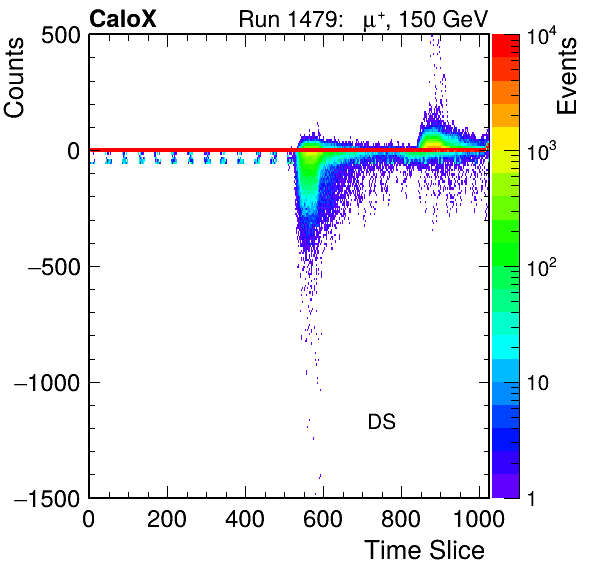 CaloX Run 1479: μ⁺, 150 GeV
Counts
Events
500
0
−500
−1000
−1500
10⁴
10³
10²
10
1
DS
0 200 400 600 800 1000
Time Slice